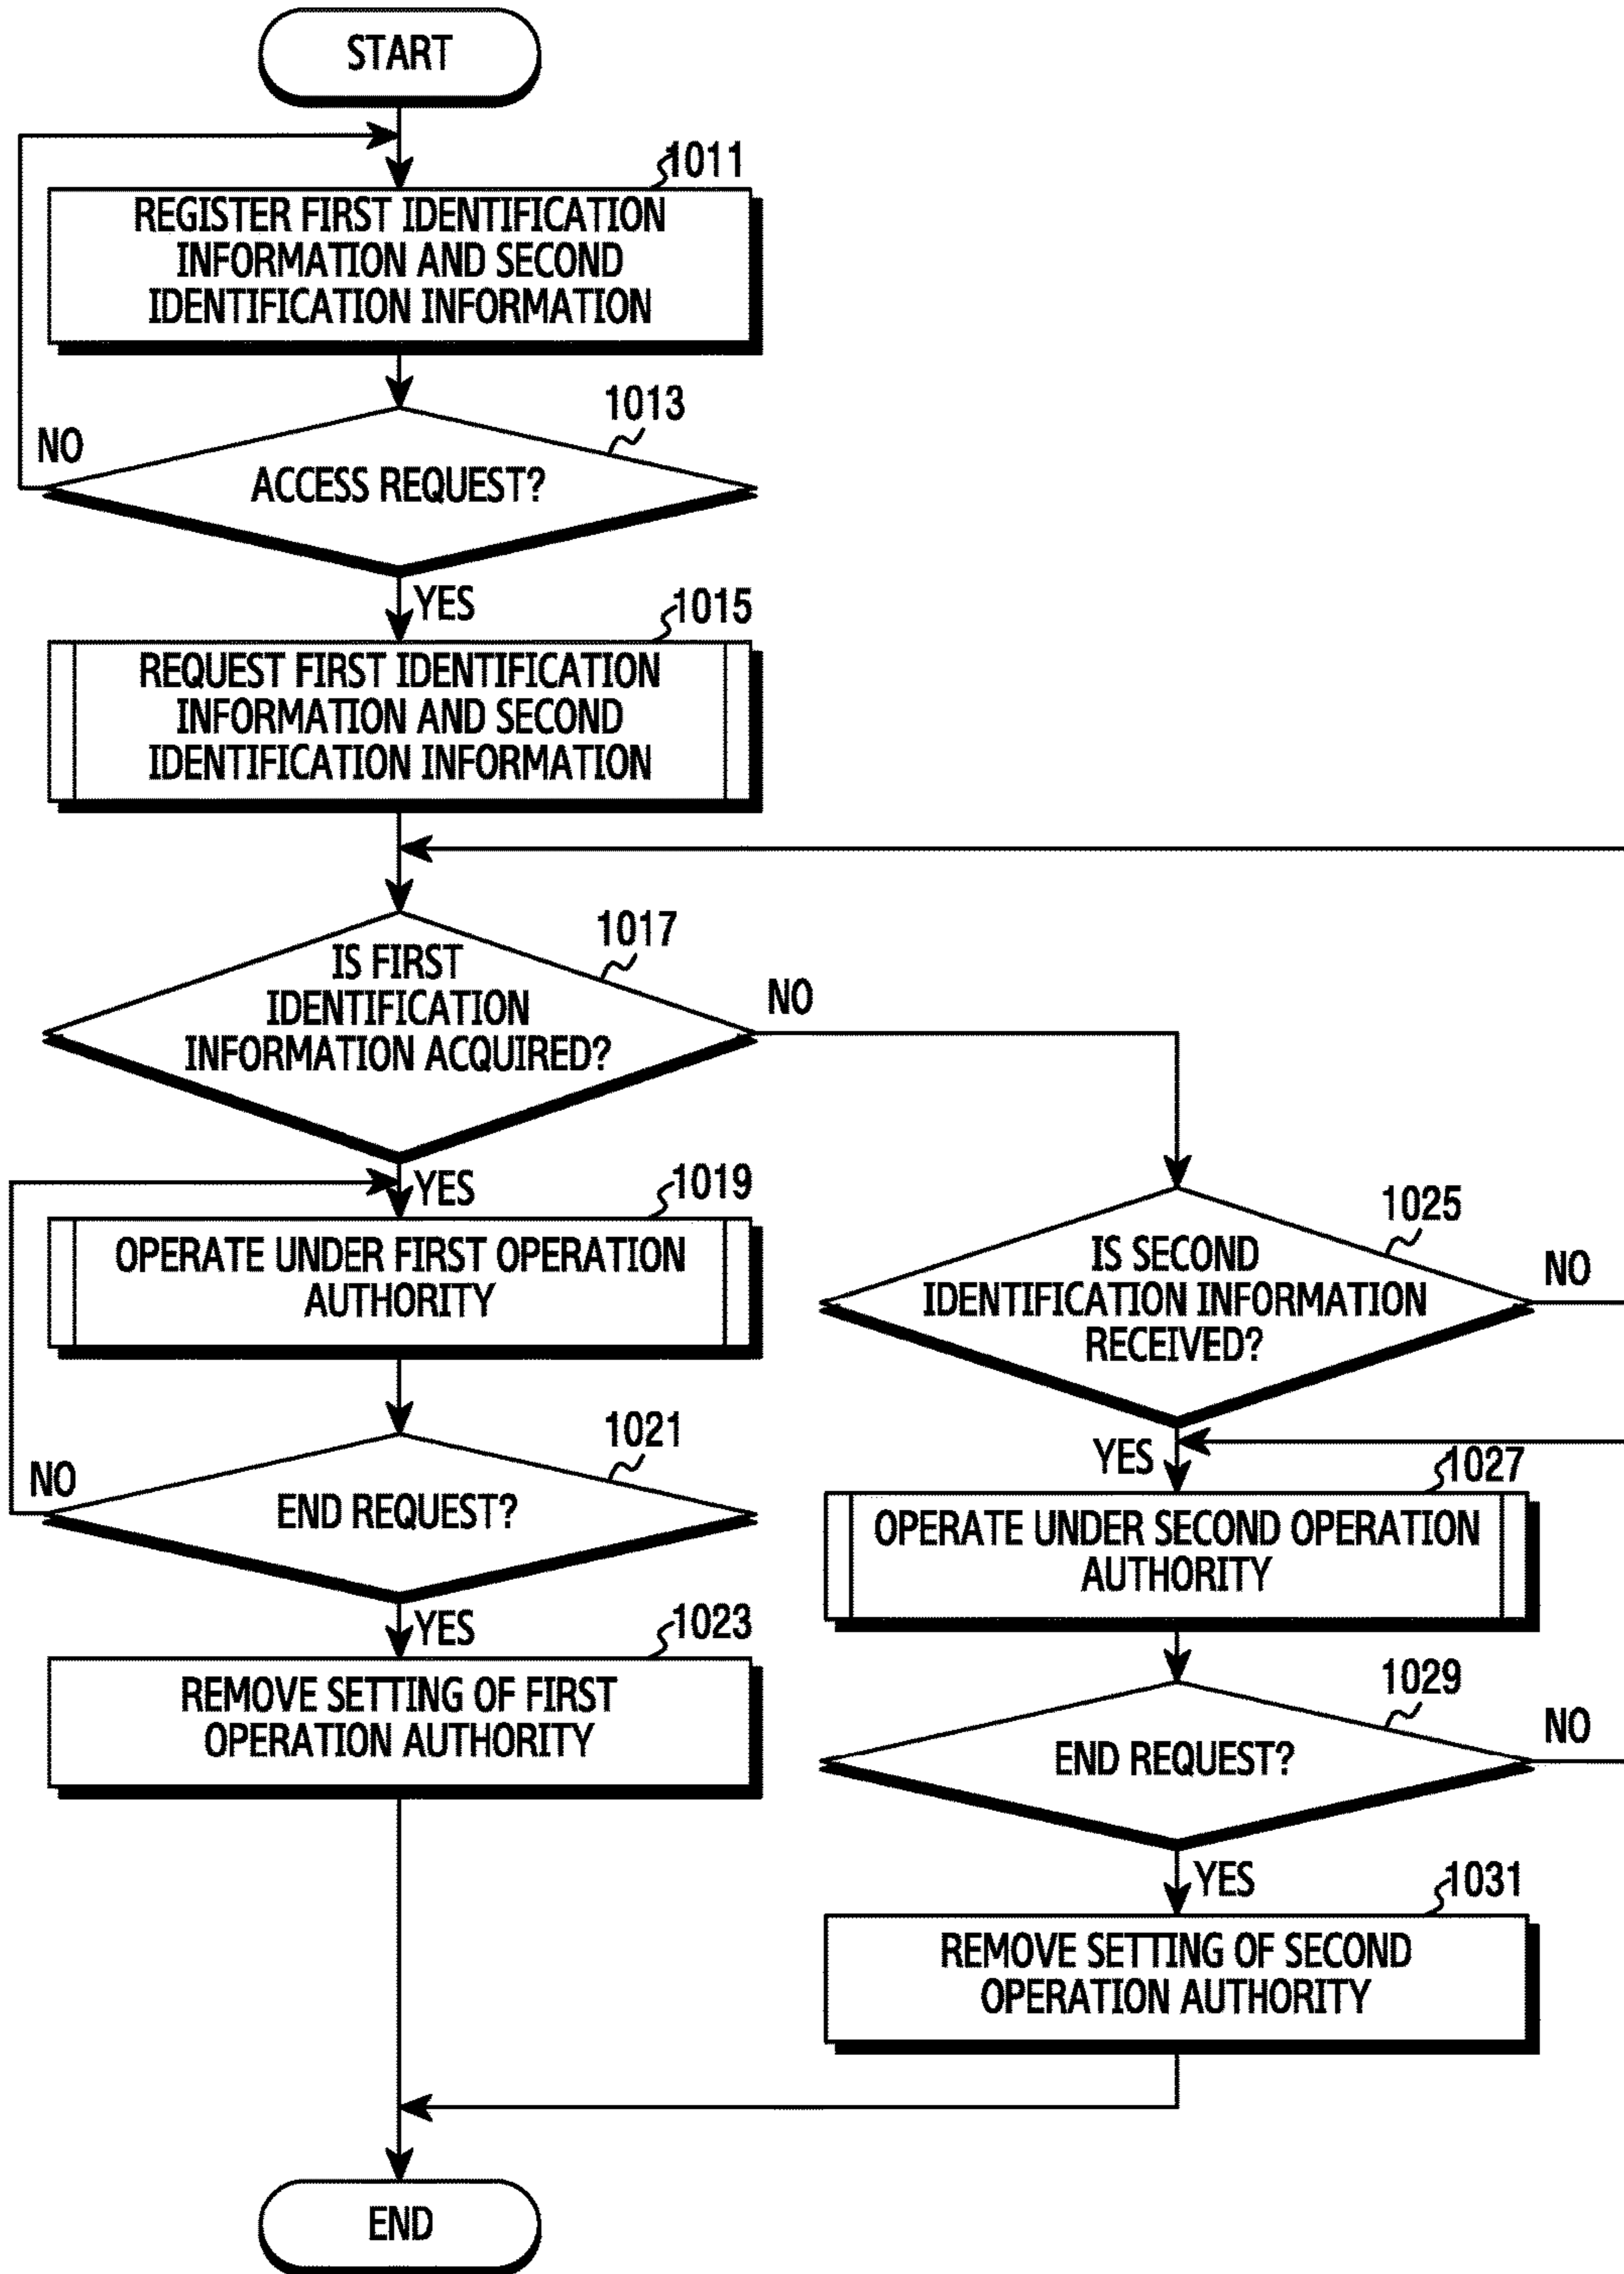 START
1011
REGISTER FIRST IDENTIFICATION
INFORMATION AND SECOND
IDENTIFICATION INFORMATION
1013
NO
ACCESS REQUEST?
YES
1015
REQUEST FIRST IDENTIFICATION
INFORMATION AND SECOND
IDENTIFICATION INFORMATION
1017
IS FIRST
IDENTIFICATION
INFORMATION ACQUIRED?
NO
YES
1019
OPERATE UNDER FIRST OPERATION
AUTHORITY
1021
NO
END REQUEST?
YES
1023
REMOVE SETTING OF FIRST
OPERATION AUTHORITY
1025
IS SECOND
IDENTIFICATION INFORMATION
RECEIVED?
NO
YES
1027
OPERATE UNDER SECOND OPERATION
AUTHORITY
1029
END REQUEST?
NO
YES
1031
REMOVE SETTING OF SECOND
OPERATION AUTHORITY
END